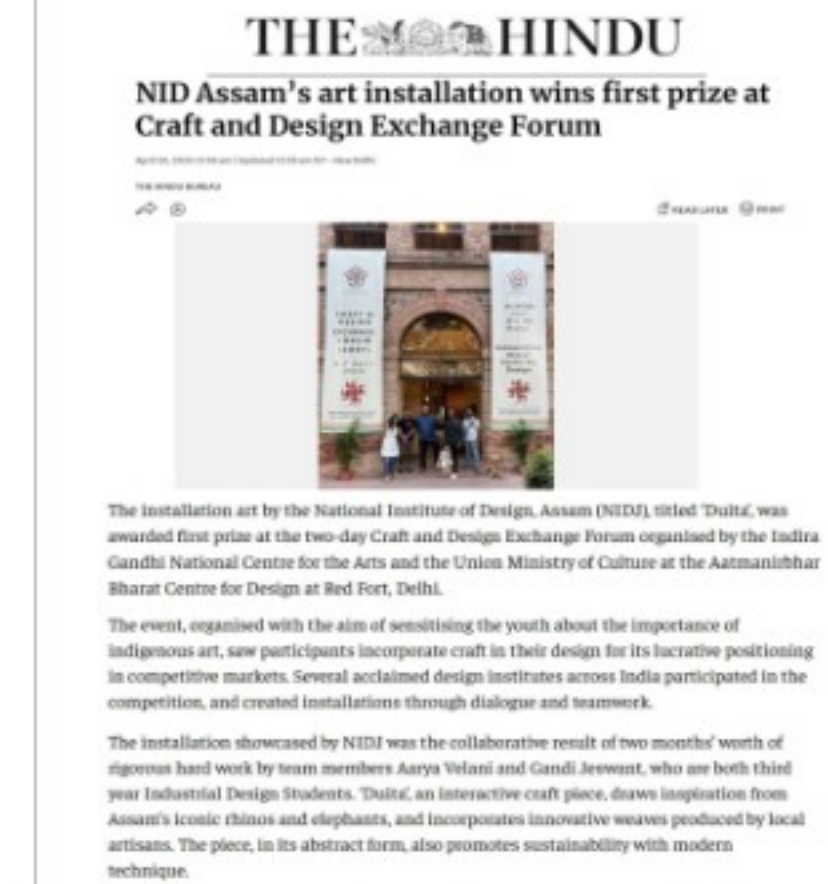 THE HINDU
NID Assam's art installation wins first prize at
Craft and Design Exchange Forum
THE HINDU BUREAU
READ LATER PRINT
The installation art by the National Institute of Design, Assam (NIDJ), titled 'Duita', was
awarded first prize at the two-day Craft and Design Exchange Forum organised by the Indira
Gandhi National Centre for the Arts and the Union Ministry of Culture at the Aatmanirbhar
Bharat Centre for Design at Red Fort, Delhi.
The event, organised with the aim of sensitising the youth about the importance of
indigenous art, saw participants incorporate craft in their design for its lucrative positioning
in competitive markets. Several acclaimed design institutes across India participated in the
competition, and created installations through dialogue and teamwork.
The installation showcased by NIDJ was the collaborative result of two months' worth of
rigorous hard work by team members Aarya Velani and Gandi Jeswant, who are both third
year Industrial Design Students. 'Duita', an interactive craft piece, draws inspiration from
Assam's iconic rhinos and elephants, and incorporates innovative weaves produced by local
artisans. The piece, in its abstract form, also promotes sustainability with modern
technique.